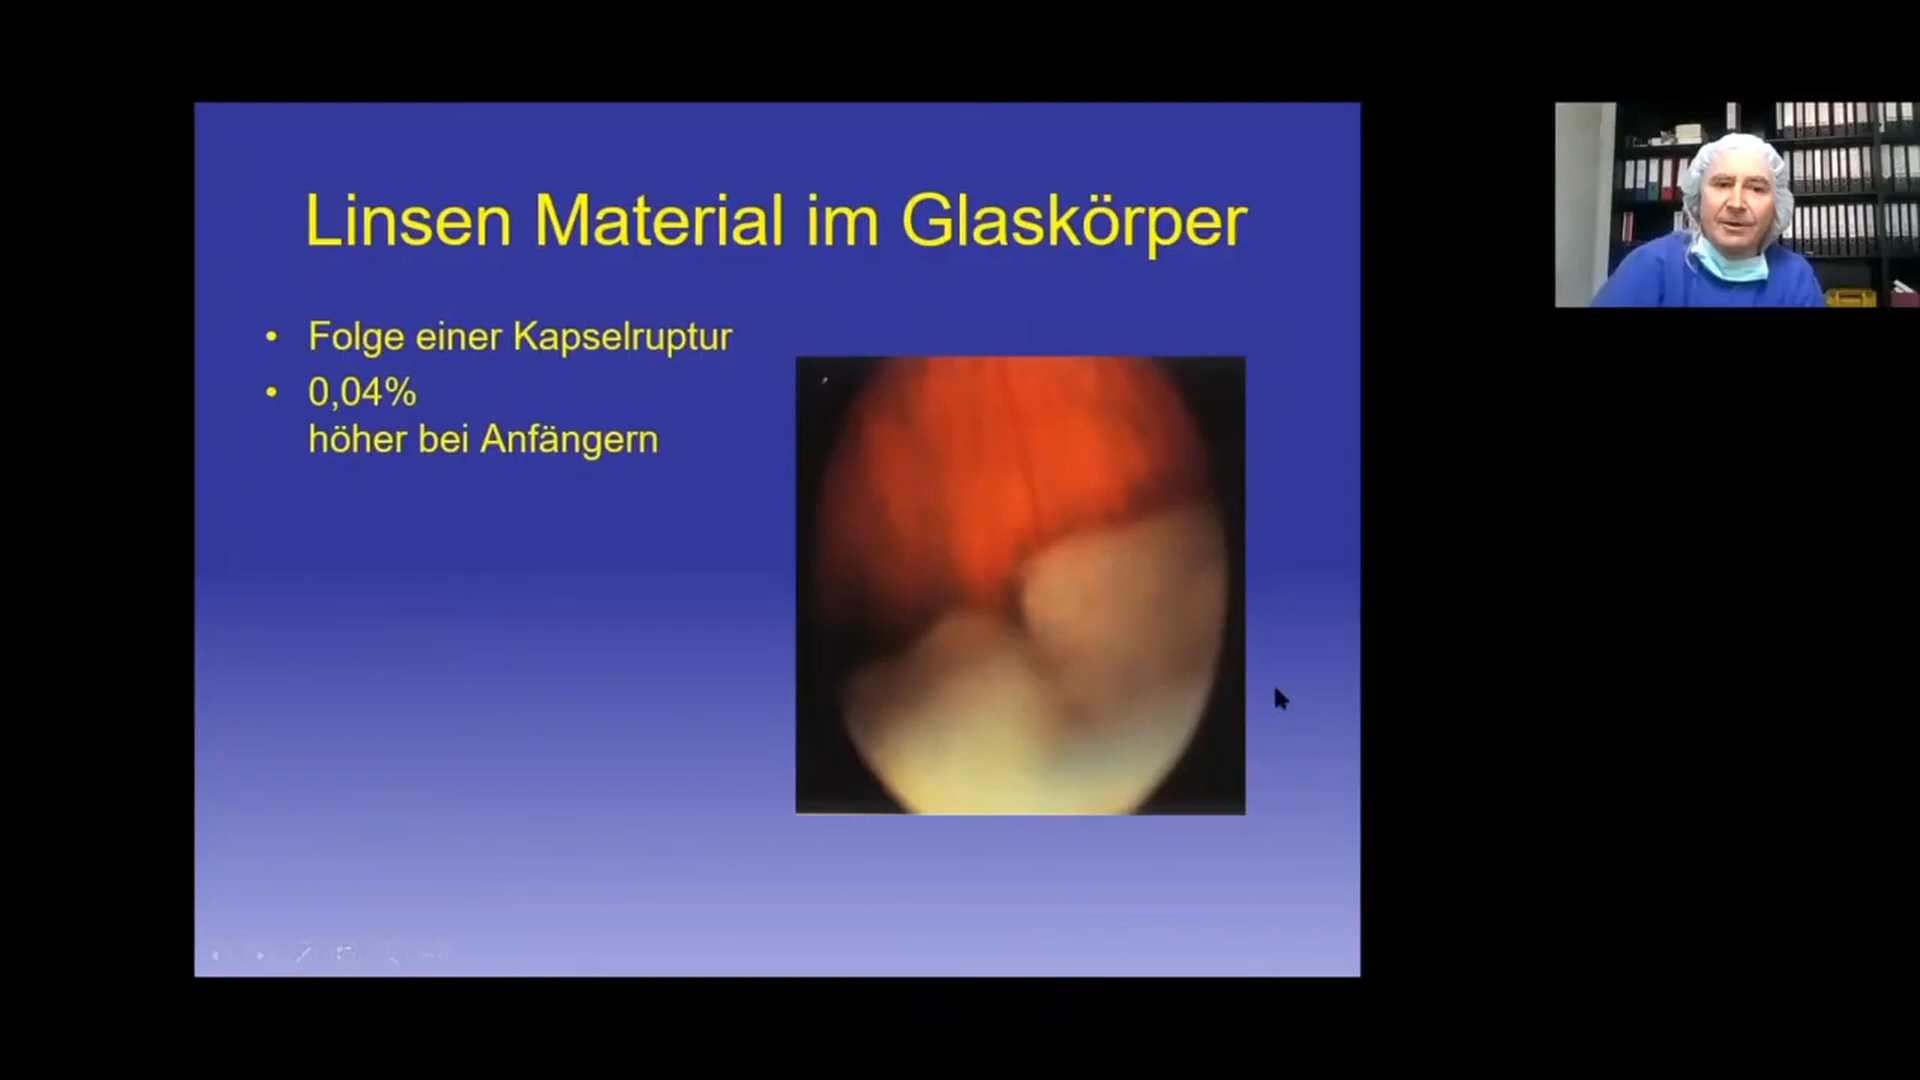 Linsen Material im Glaskörper
• Folge einer Kapselruptur
• 0,04%
höher bei Anfängern